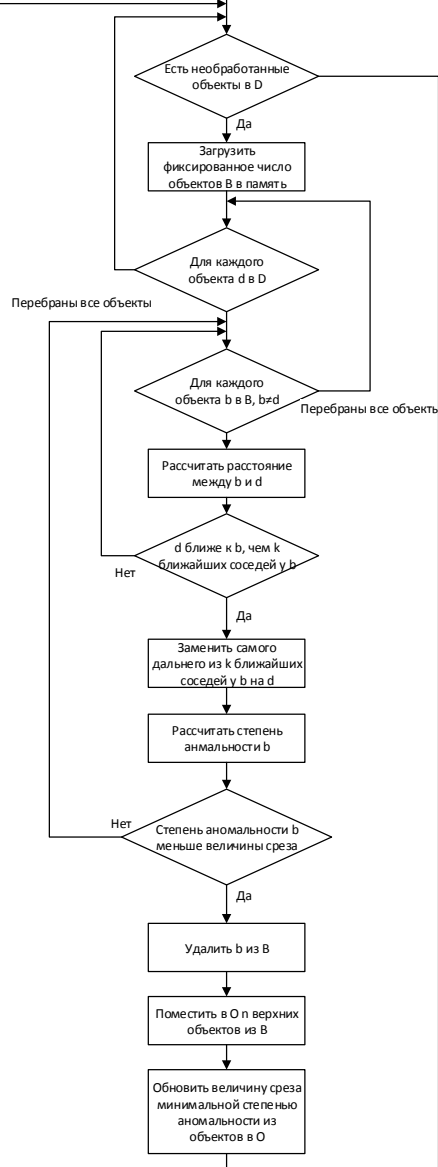 Есть необработанные
объекты в D
Да
Загрузить
фиксированное число
объектов B в память
Для каждого
объекта d в D
Перебраны все объекты
Для каждого
объекта b в B, b≠d
Перебраны все объекты
Рассчитать расстояние
между b и d
d ближе к b, чем k
ближайших соседей у b
Нет
Да
Заменить самого
дальнего из k ближайших
соседей у b на d
Рассчитать степень
анмальности b
Нет
Степень аномальности b
меньше величины среза
Да
Удалить b из B
Поместить в O n верхних
объектов из B
Обновить величину среза
минимальной степенью
аномальности из
объектов в O